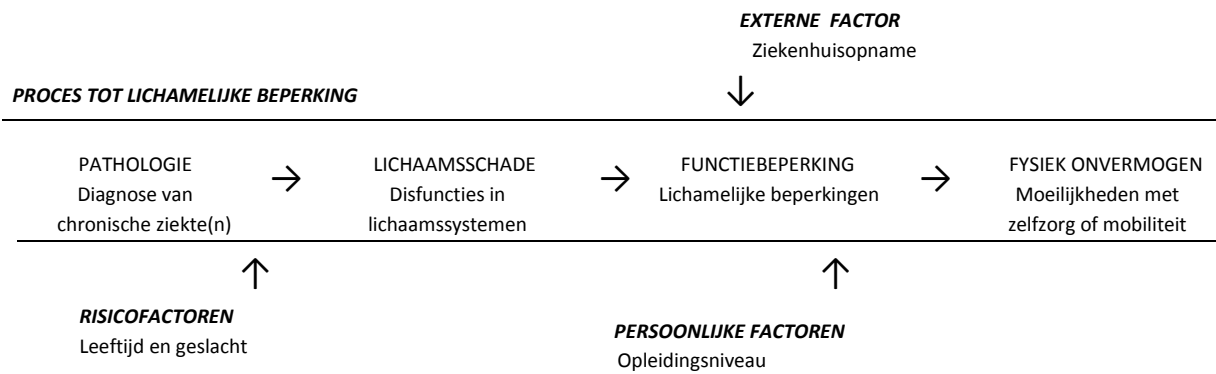 EXTERNE FACTOR
Ziekenhuisopname
PROCES TOT LICHAMELIJKE BEPERKING
PATHOLOGIE
Diagnose van
chronische ziekte(n)
LICHAAMSSCHADE
Disfuncties in
lichaamssystemen
FUNCTIEBEPERKING
Lichamelijke beperkingen
FYSIEK ONVERMOGEN
Moeilijkheden met
zelfzorg of mobiliteit
RISICOFACTOREN
Leeftijd en geslacht
PERSOONLIJKE FACTOREN
Opleidingsniveau